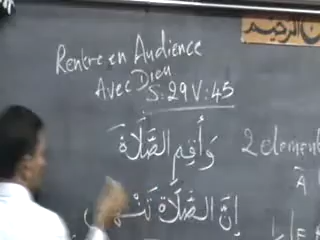 الرحيم
Rentre en Audience
Avec Dieu
S:29 V:45
وَأَقِمِ الصَّلَاةَ
2 element
إِنَّ الصَّلَاةَ تَنْهَى